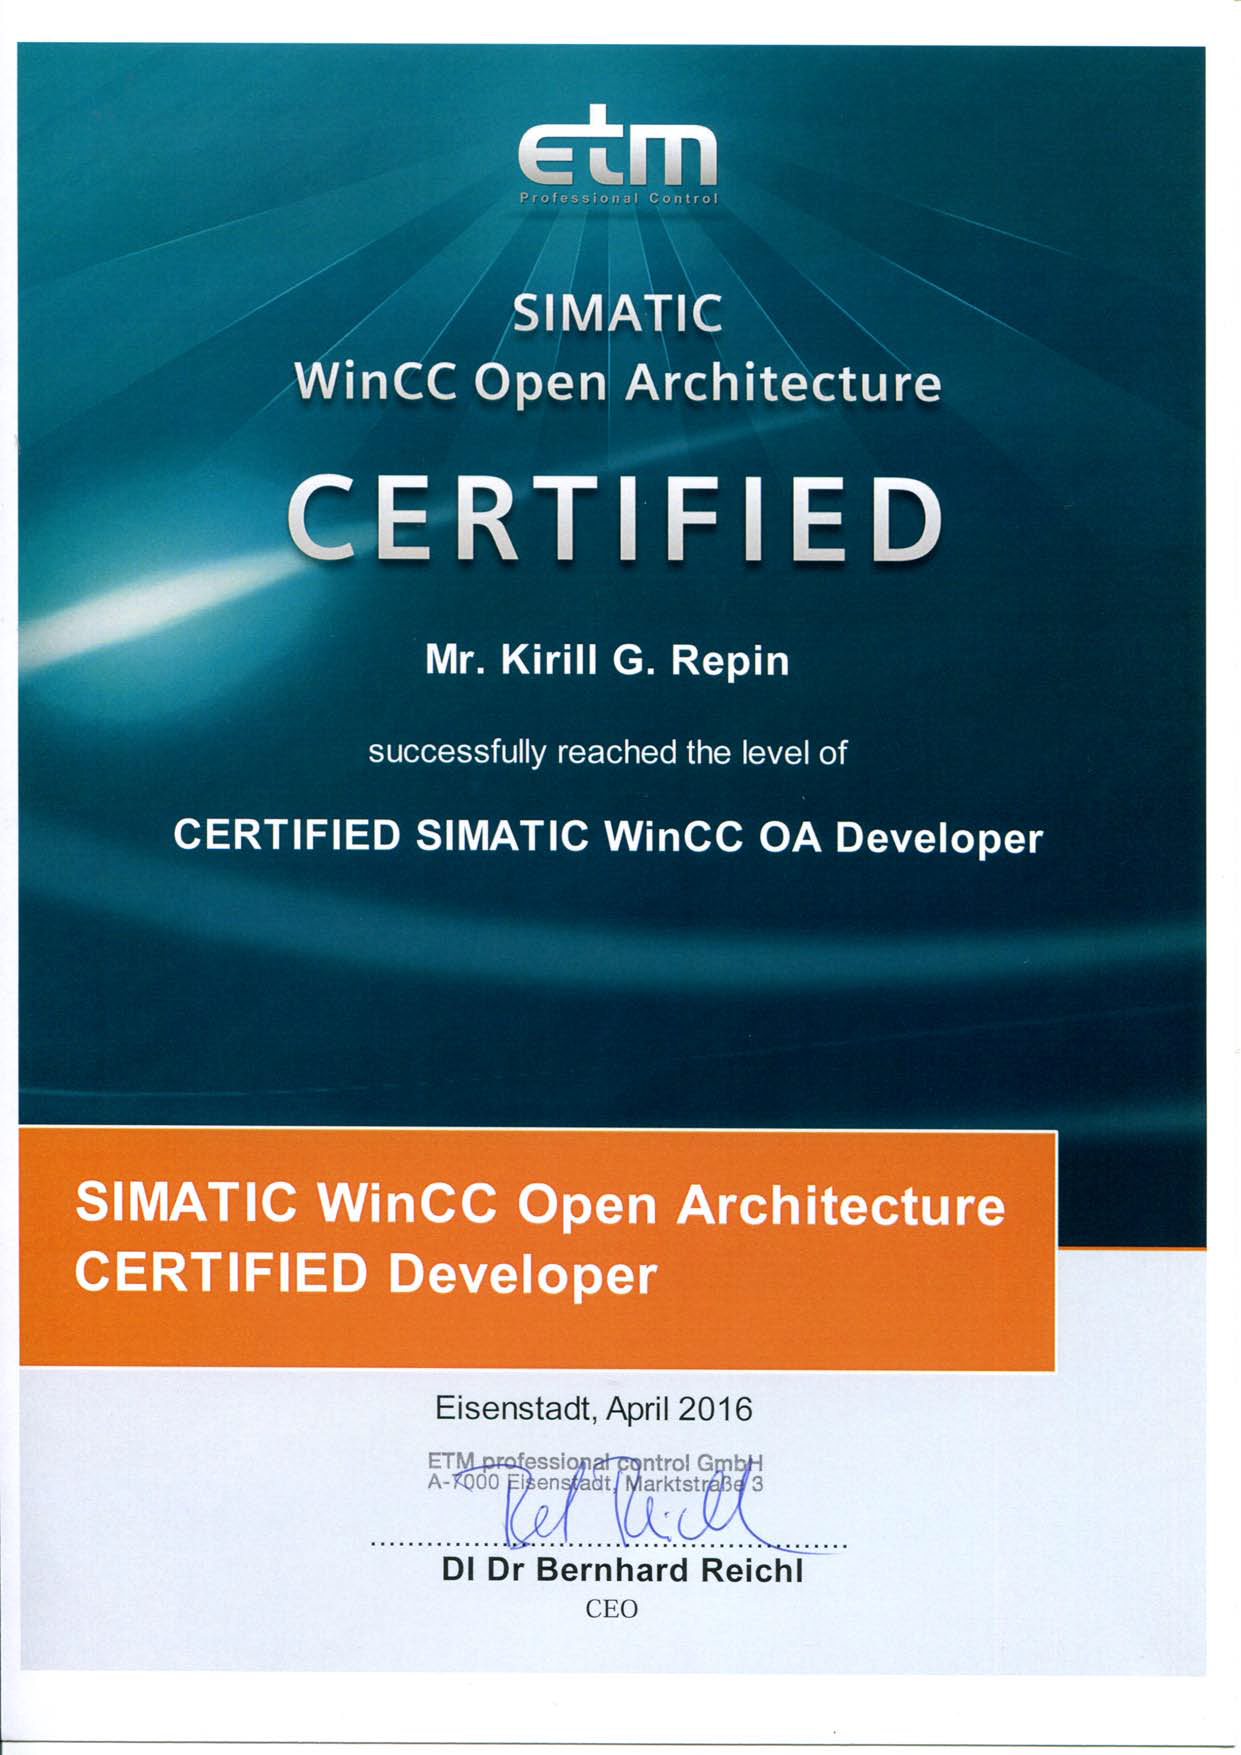 etm
Professional Control
SIMATIC
WinCC Open Architecture
CERTIFIED
Mr. Kirill G. Repin
successfully reached the level of
CERTIFIED SIMATIC WinCC OA Developer
SIMATIC WinCC Open Architecture
CERTIFIED Developer
Eisenstadt, April 2016
ETM professional control GmbH
A-7000 Eisenstadt, Marktstraße 3
DI Dr Bernhard Reichl
CEO